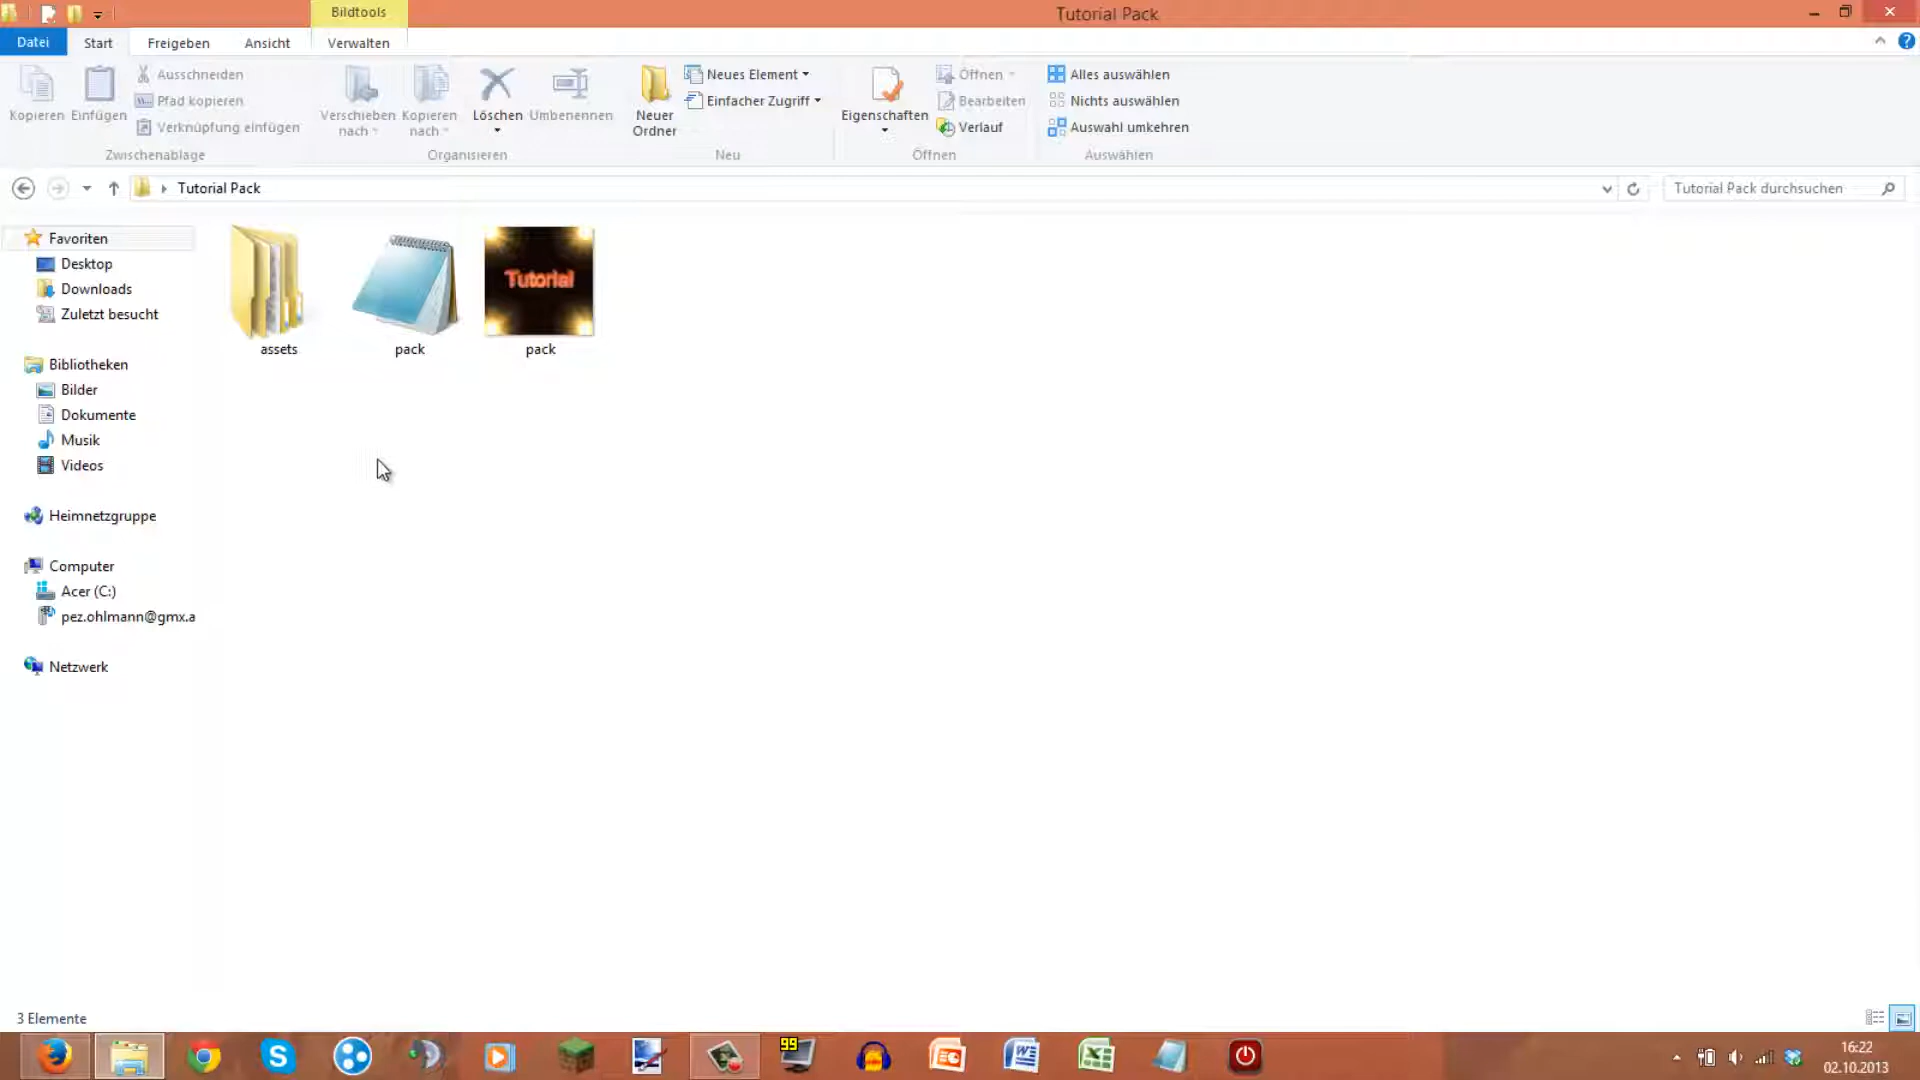 Bildtools
Tutorial Pack
Datei Start Freigeben Ansicht Verwalten
Kopieren
Einfügen
Ausschneiden
Pfad kopieren
Verknüpfung einfügen
Zwischenablage
Verschieben nach
Kopieren nach
Löschen
Umbenennen
Organisieren
Neuer Ordner
Neues Element
Einfacher Zugriff
Neu
Eigenschaften
Öffnen
Bearbeiten
Verlauf
Öffnen
Alles auswählen
Nichts auswählen
Auswahl umkehren
Auswählen
Tutorial Pack
Tutorial Pack durchsuchen
Favoriten
Desktop
Downloads
Zuletzt besucht
Bibliotheken
Bilder
Dokumente
Musik
Videos
Heimnetzgruppe
Computer
Acer (C:)
pez.ohlmann@gmx.a
Netzwerk
Tutorial
assets
pack
pack
3 Elemente
99
16:22
02.10.2013